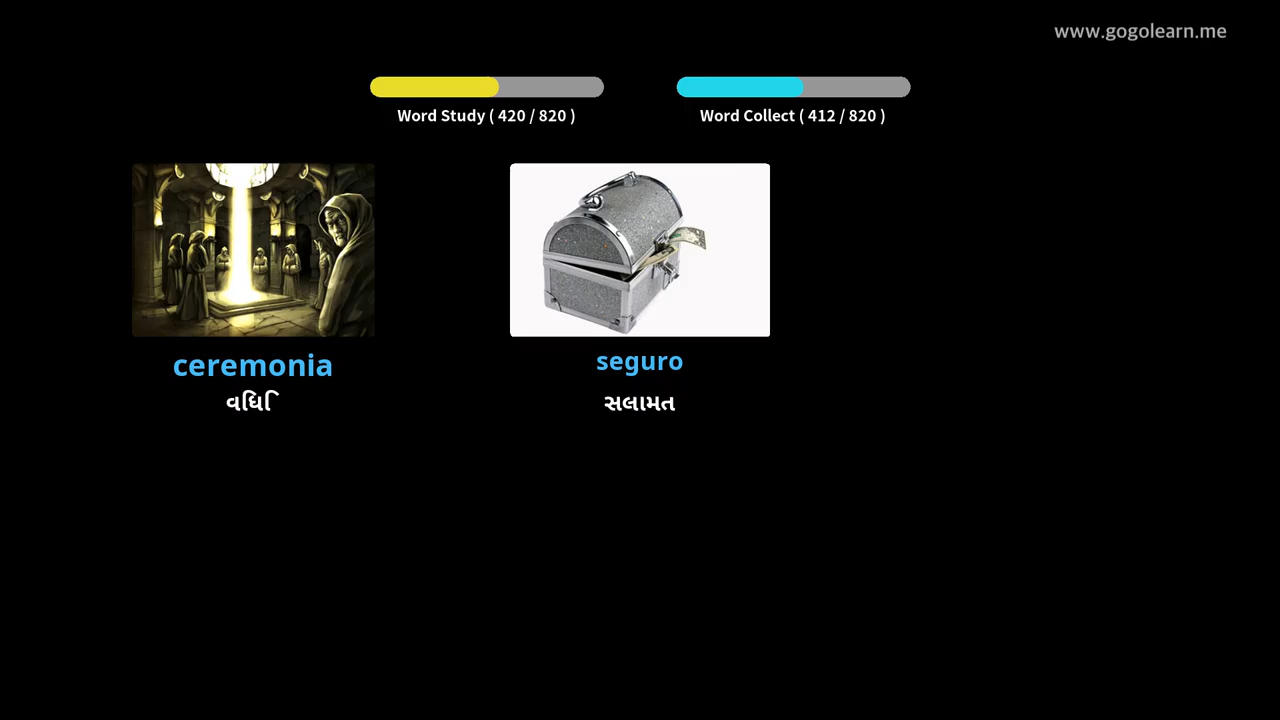 www.gogolearn.me
Word Study ( 420 / 820 )
Word Collect ( 412 / 820 )
ceremonia
વિધિ
seguro
સલામત